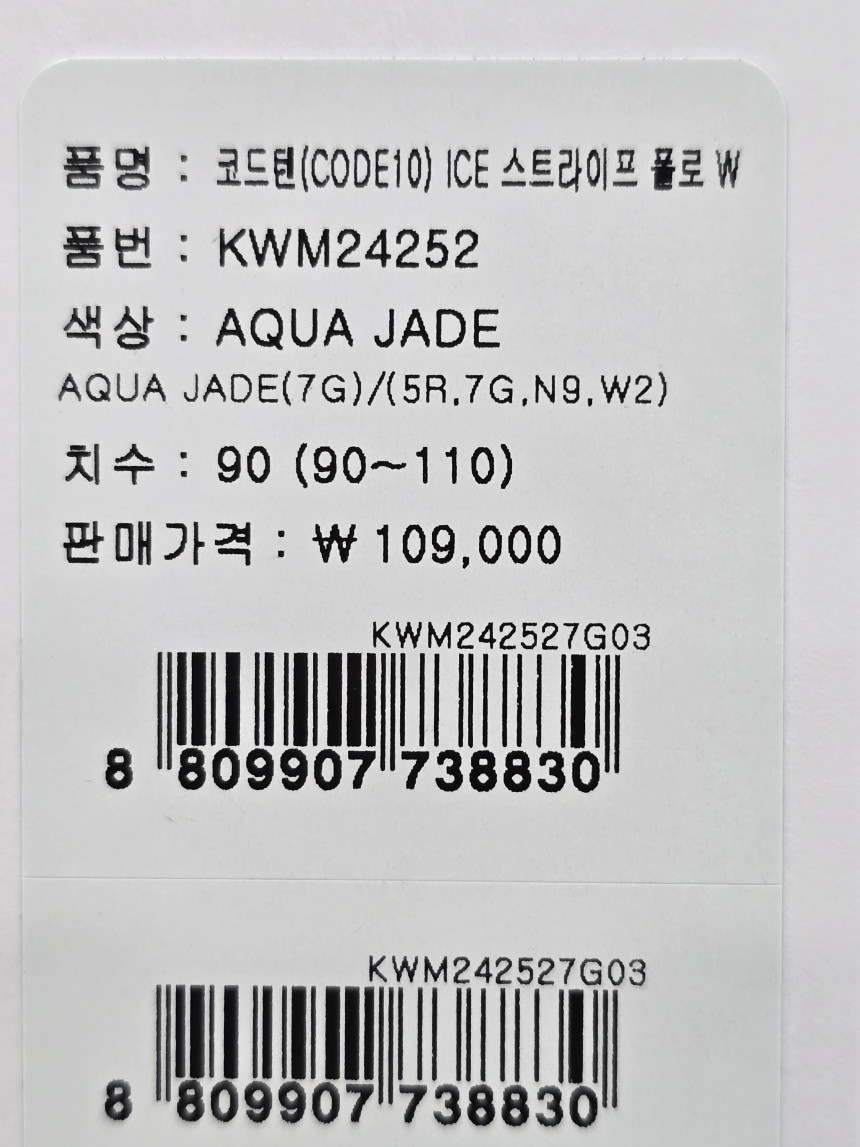 품명 : 코드텐(CODE10) ICE 스트라이프 폴로 W
품번 : KWM24252
색상 : AQUA JADE
AQUA JADE(7G)/(5R,7G,N9,W2)
치수 : 90 (90~110)
판매가격 : ₩ 109,000
KWM242527G03
8 809907 738830
KWM242527G03
8 809907 738830